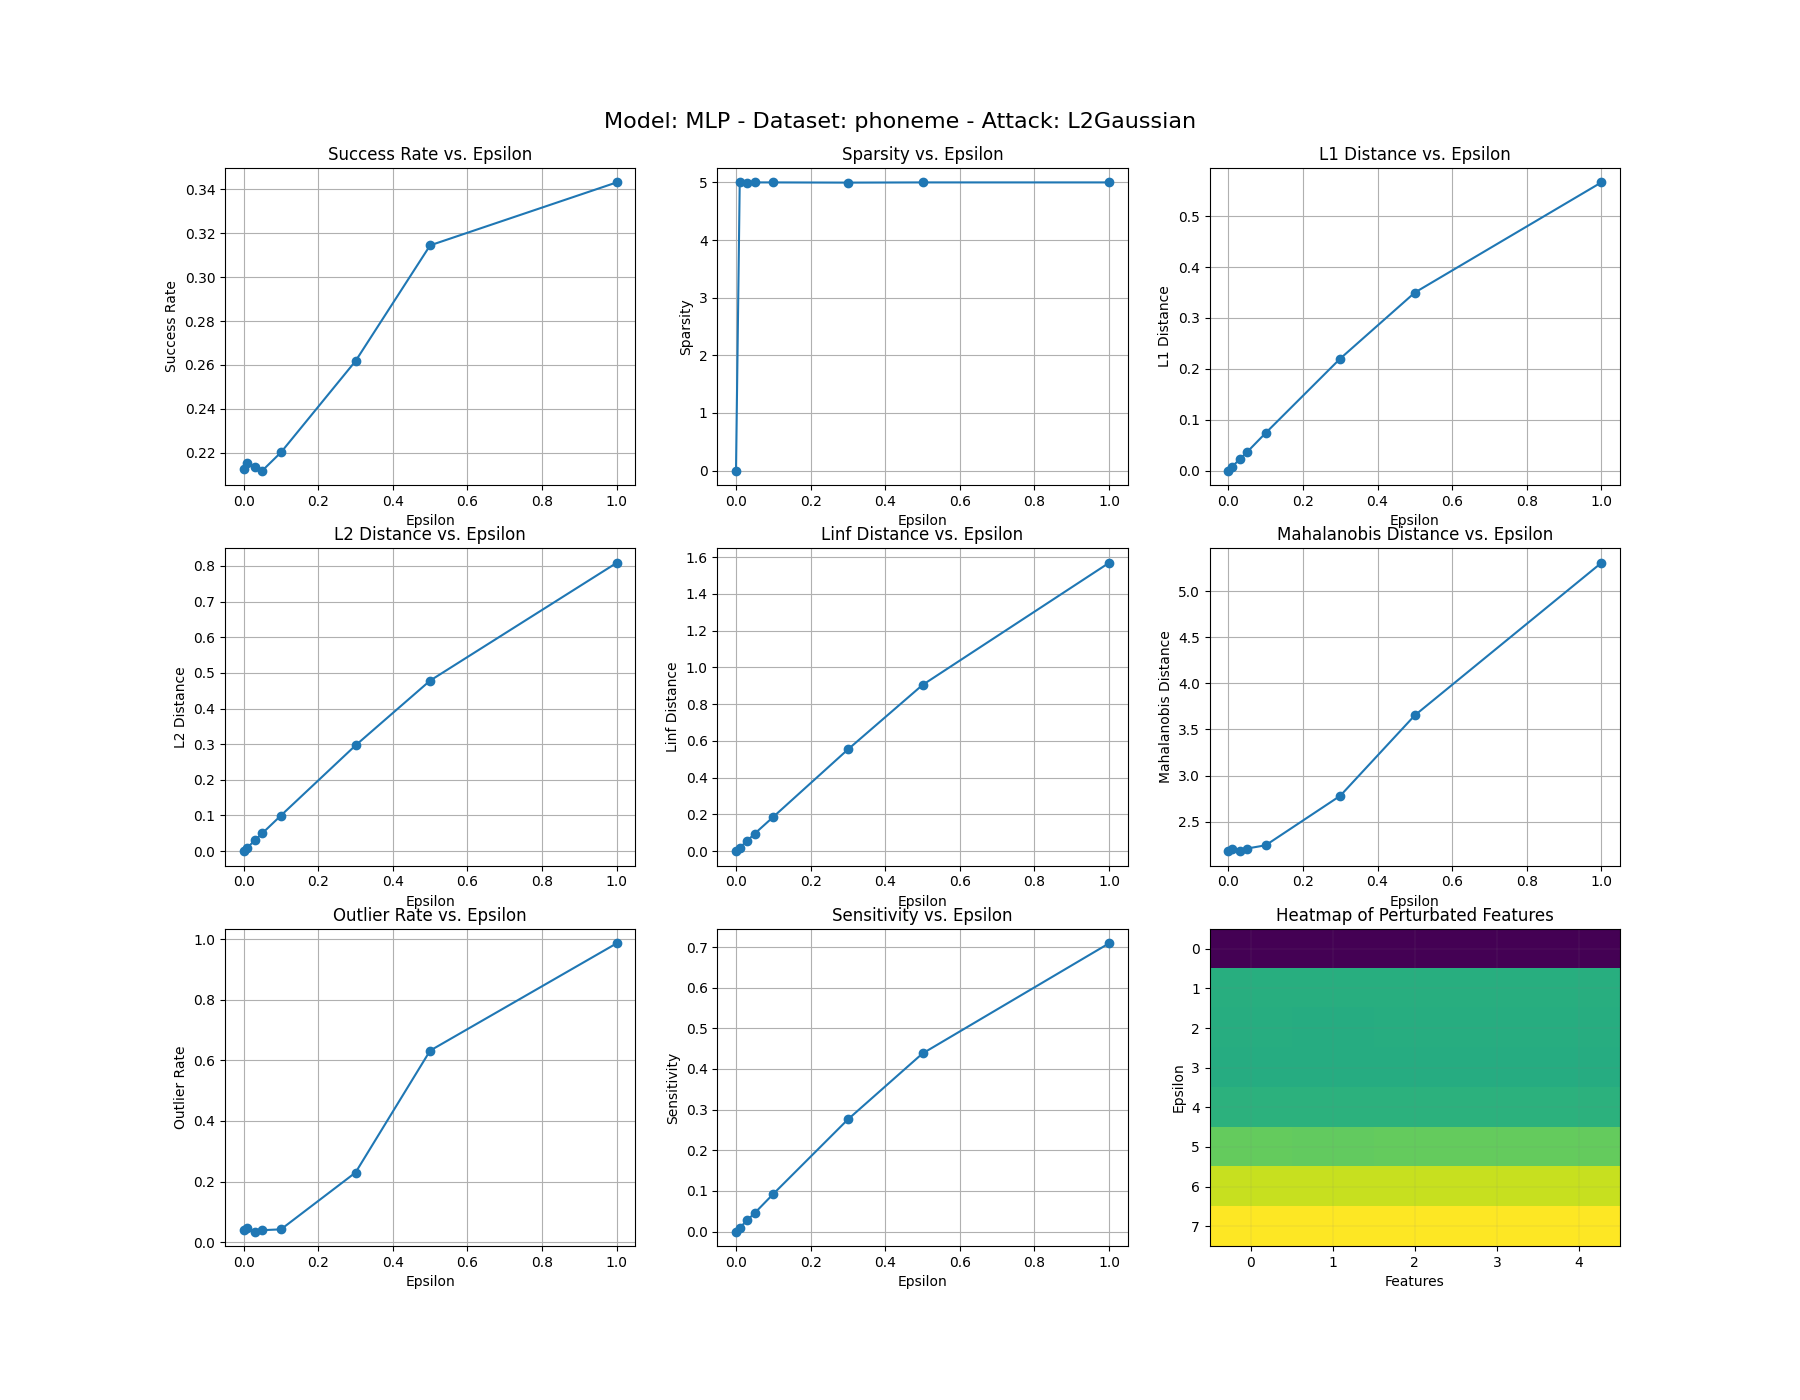 Model: MLP - Dataset: phoneme - Attack: L2Gaussian
Success Rate vs. Epsilon
Success Rate
0.34
0.32
0.30
0.28
0.26
0.24
0.22
0.0 0.2 0.4 0.6 0.8 1.0
Epsilon
Sparsity vs. Epsilon
Sparsity
5
4
3
2
1
0
0.0 0.2 0.4 0.6 0.8 1.0
Epsilon
L1 Distance vs. Epsilon
L1 Distance
0.5
0.4
0.3
0.2
0.1
0.0
0.0 0.2 0.4 0.6 0.8 1.0
Epsilon
L2 Distance vs. Epsilon
L2 Distance
0.8
0.7
0.6
0.5
0.4
0.3
0.2
0.1
0.0
0.0 0.2 0.4 0.6 0.8 1.0
Epsilon
Linf Distance vs. Epsilon
Linf Distance
1.6
1.4
1.2
1.0
0.8
0.6
0.4
0.2
0.0
0.0 0.2 0.4 0.6 0.8 1.0
Epsilon
Mahalanobis Distance vs. Epsilon
Mahalanobis Distance
5.0
4.5
4.0
3.5
3.0
2.5
0.0 0.2 0.4 0.6 0.8 1.0
Epsilon
Outlier Rate vs. Epsilon
Outlier Rate
1.0
0.8
0.6
0.4
0.2
0.0
0.0 0.2 0.4 0.6 0.8 1.0
Epsilon
Sensitivity vs. Epsilon
Sensitivity
0.7
0.6
0.5
0.4
0.3
0.2
0.1
0.0
0.0 0.2 0.4 0.6 0.8 1.0
Epsilon
Heatmap of Perturbated Features
Epsilon
0
1
2
3
4
5
6
7
0 1 2 3 4
Features